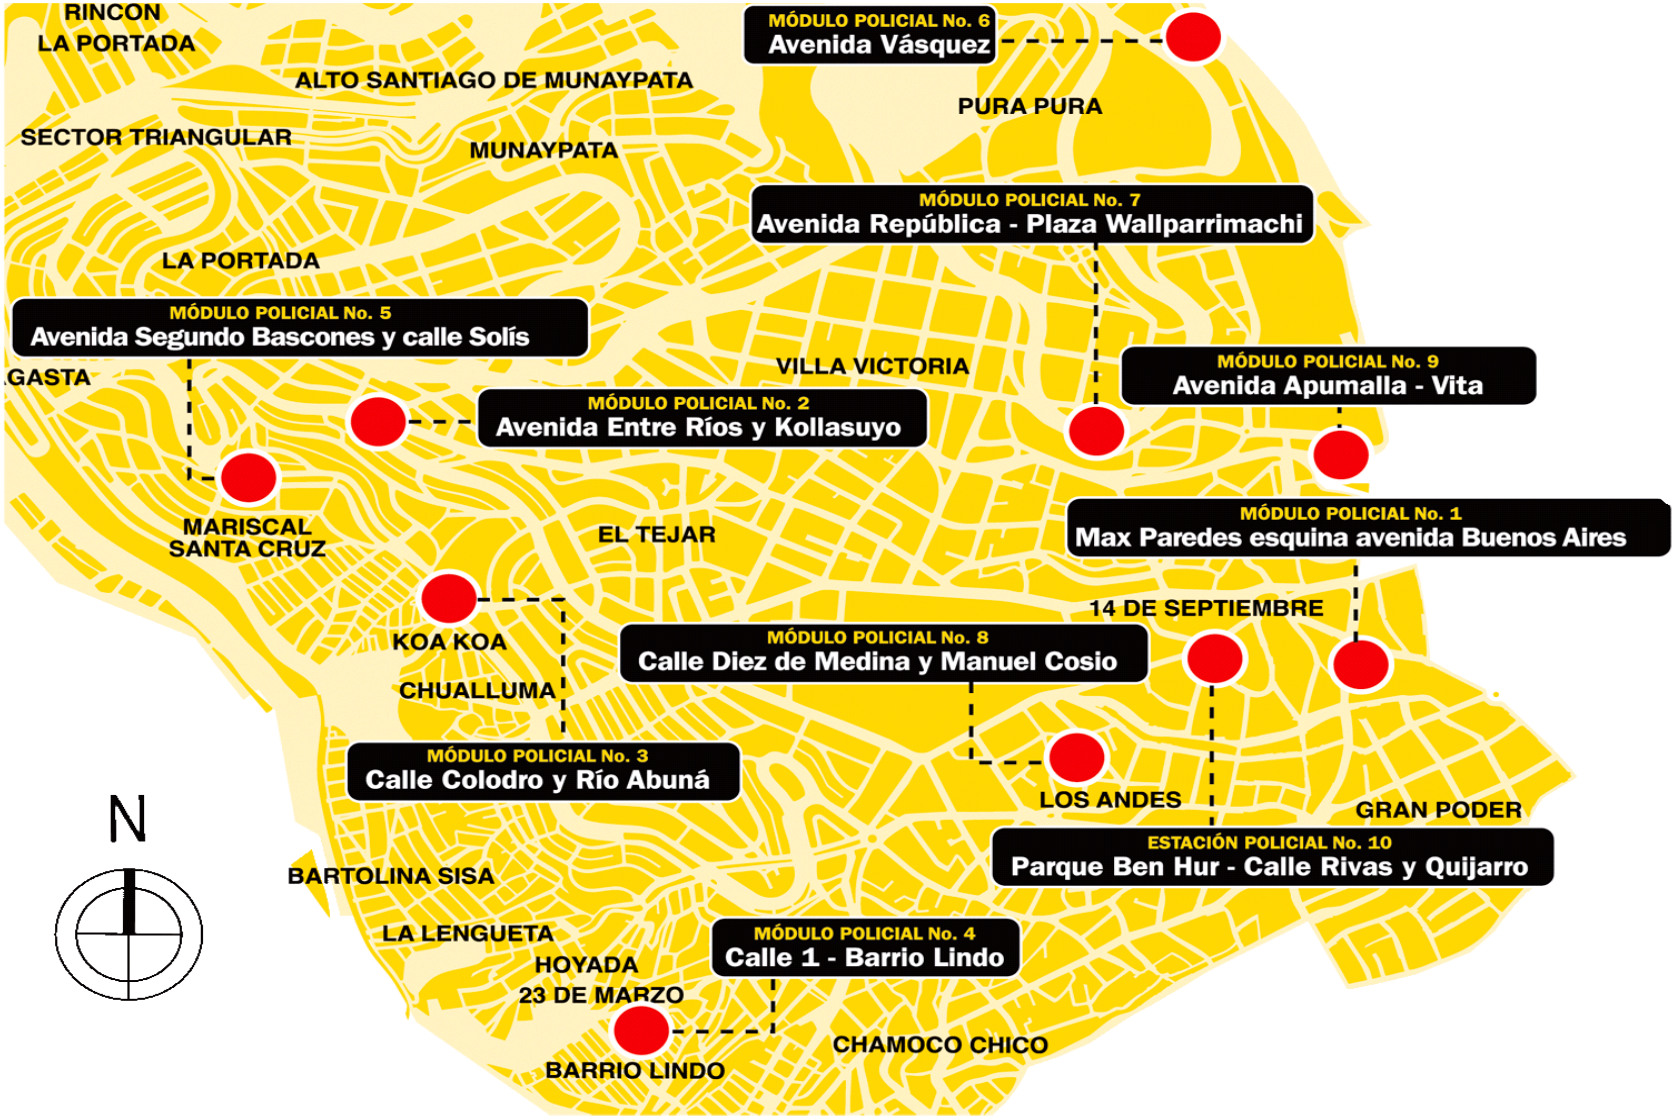 RINCON
LA PORTADA
MÓDULO POLICIAL No. 6
Avenida Vásquez
ALTO SANTIAGO DE MUNAYPATA
PURA PURA
SECTOR TRIANGULAR
MUNAYPATA
MÓDULO POLICIAL No. 7
Avenida República - Plaza Wallparrimachi
LA PORTADA
MÓDULO POLICIAL No. 5
Avenida Segundo Bascones y calle Solís
VILLA VICTORIA
MÓDULO POLICIAL No. 9
Avenida Apumalla - Vita
AGASTA
MÓDULO POLICIAL No. 2
Avenida Entre Ríos y Kollasuyo
MARISCAL
SANTA CRUZ
EL TEJAR
MÓDULO POLICIAL No. 1
Max Paredes esquina avenida Buenos Aires
14 DE SEPTIEMBRE
KOA KOA
MÓDULO POLICIAL No. 8
Calle Diez de Medina y Manuel Cosio
CHUALLUMA
MÓDULO POLICIAL No. 3
Calle Colodro y Río Abuná
LOS ANDES
GRAN PODER
N
ESTACIÓN POLICIAL No. 10
Parque Ben Hur - Calle Rivas y Quijarro
BARTOLINA SISA
LA LENGUETA
MÓDULO POLICIAL No. 4
Calle 1 - Barrio Lindo
HOYADA
23 DE MARZO
CHAMOCO CHICO
BARRIO LINDO